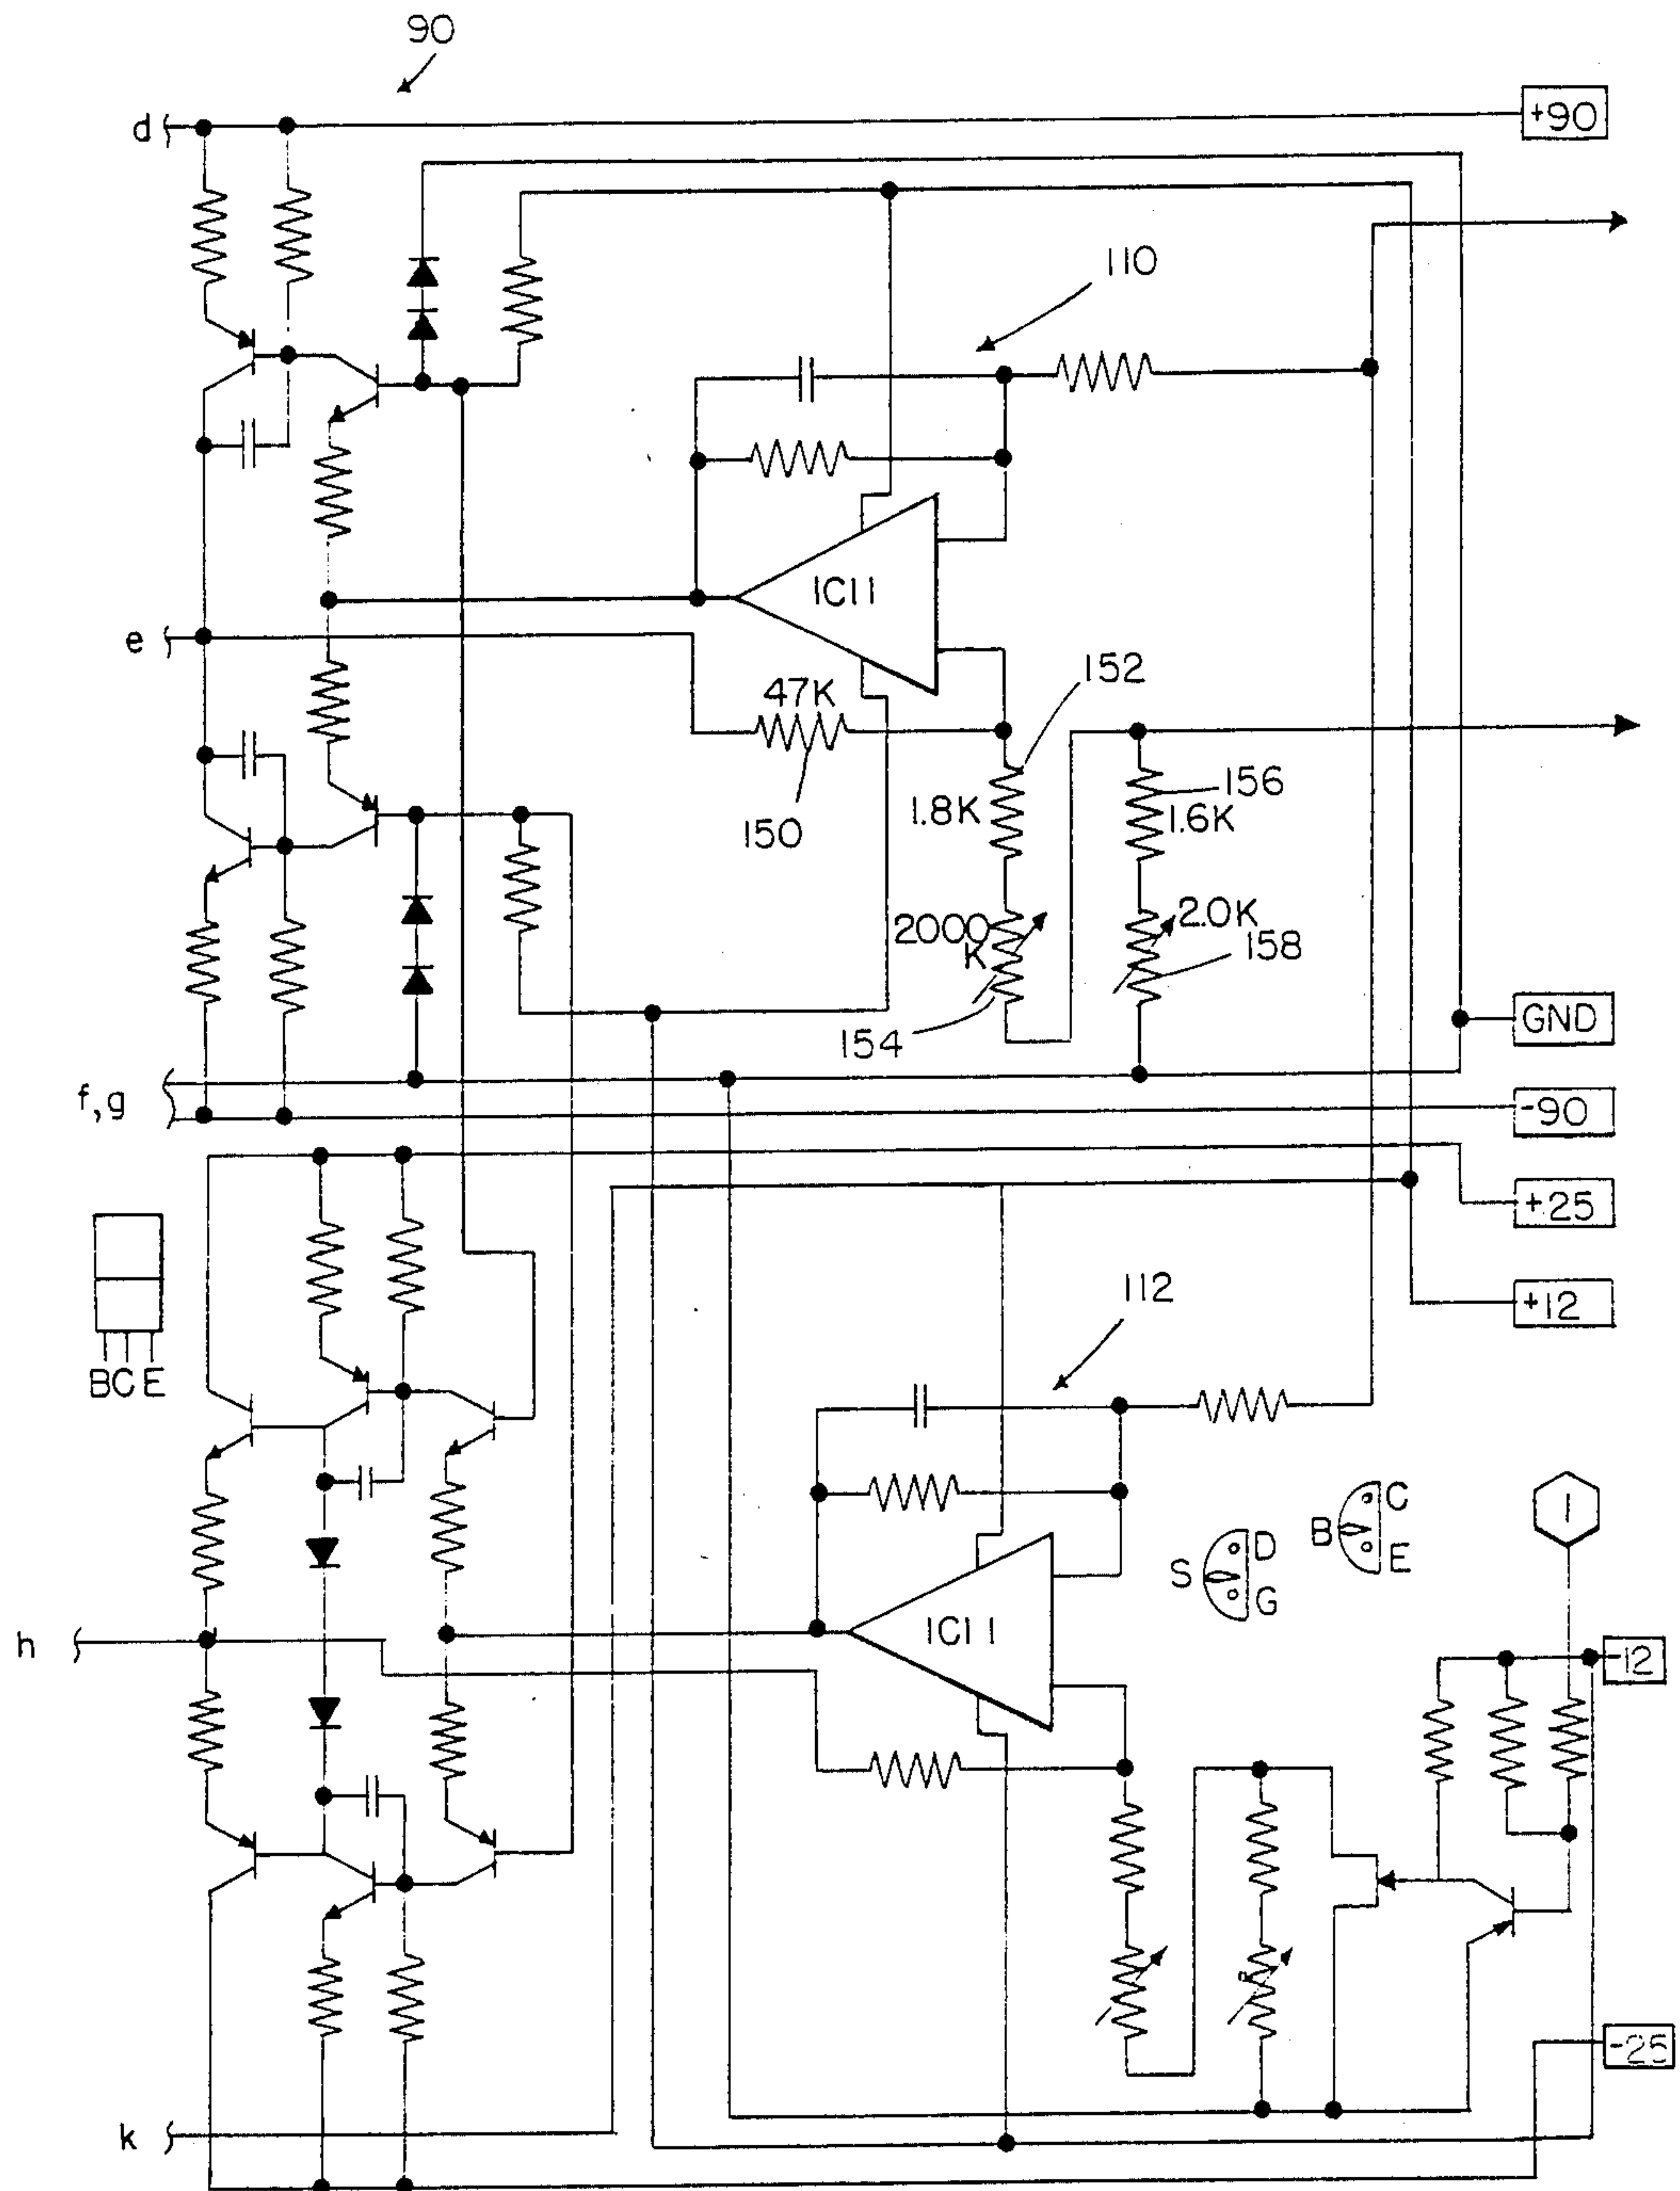 90
d
+90
110
IC11
e
47K
152
150
1.8K
156
1.6K
2000
K
2.0K
158
154
GND
f,g
-90
+25
+12
BCE
112
C
B
E
D
S
G
1
IC11
h
-12
-25
k